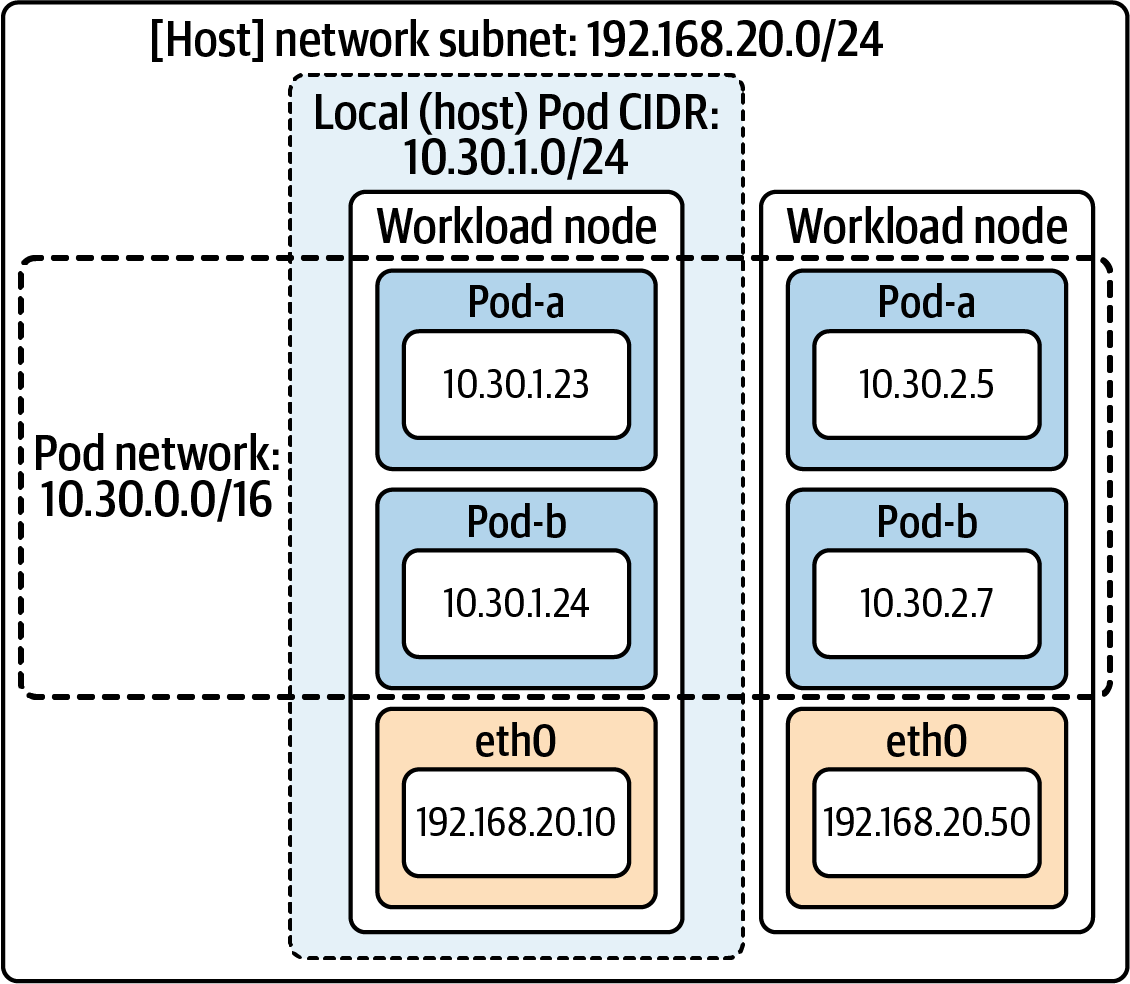 [Host] network subnet: 192.168.20.0/24
Local (host) Pod CIDR:
10.30.1.0/24
Workload node
Workload node
Pod network:
10.30.0.0/16
Pod-a
10.30.1.23
Pod-a
10.30.2.5
Pod-b
10.30.1.24
Pod-b
10.30.2.7
eth0
192.168.20.10
eth0
192.168.20.50